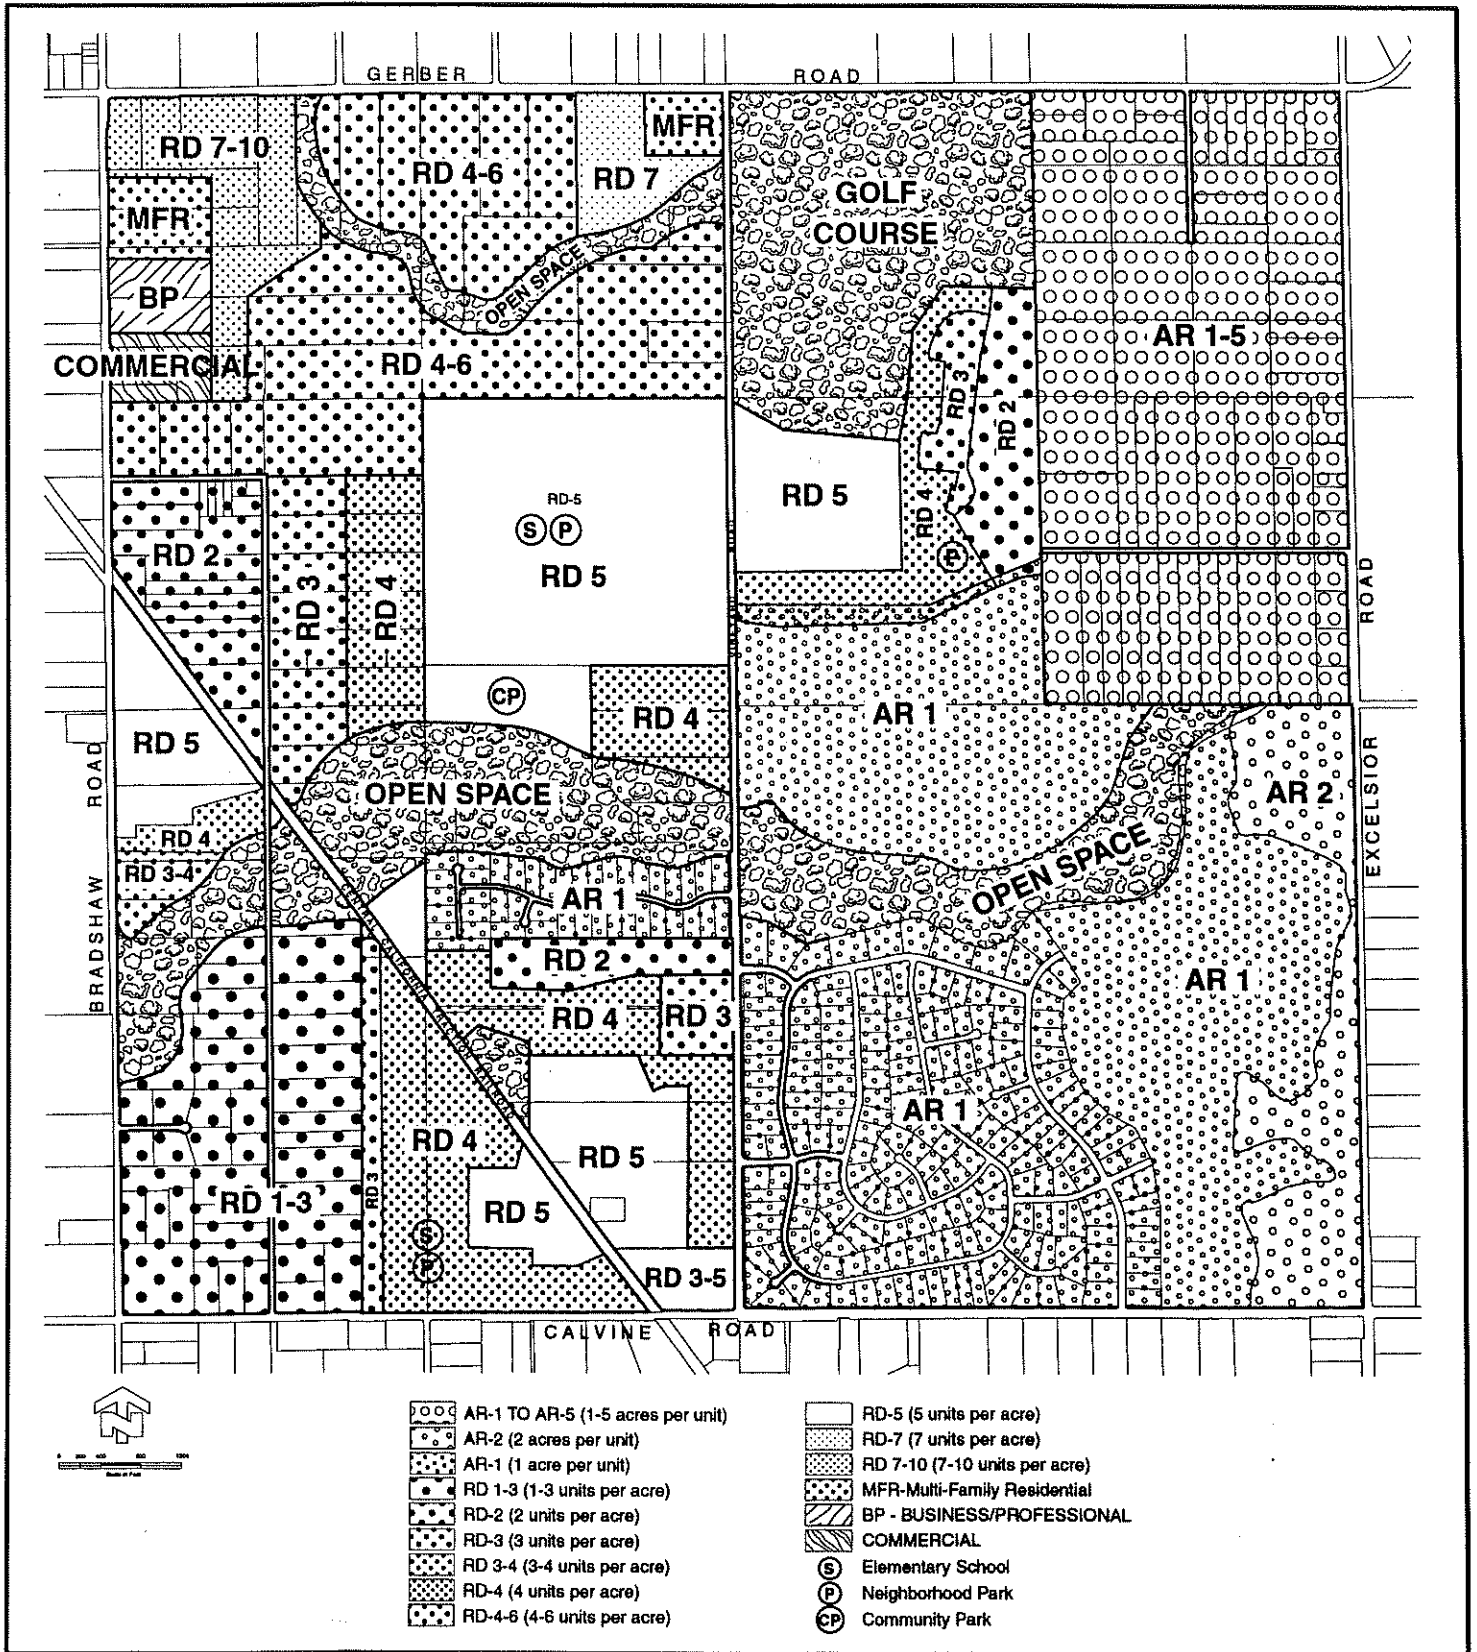 GERBER ROAD
RD 7-10
RD 4-6
RD 7
MFR
GOLF
COURSE
MFR
BP
OPEN SPACE
COMMERCIAL
RD 4-6
AR 1-5
RD 3
RD 2
RD 5
RD 4
P
RD-5
S P
RD 5
RD 2
RD 3
RD 4
ROAD
CP
RD 4
AR 1
RD 5
OPEN SPACE
AR 2
EXCELSIOR
RD 4
RD 3-4
BRADSHAW ROAD
AR 1
OPEN SPACE
CENTRAL CALIFORNIA TRACTION RAILROAD
RD 2
AR 1
RD 4
RD 3
RD 4
RD 5
AR 1
RD 1-3
RD 3
RD 5
S
P
RD 3-5
CALVINE ROAD
N
AR-1 TO AR-5 (1-5 acres per unit)
AR-2 (2 acres per unit)
AR-1 (1 acre per unit)
RD 1-3 (1-3 units per acre)
RD-2 (2 units per acre)
RD-3 (3 units per acre)
RD 3-4 (3-4 units per acre)
RD-4 (4 units per acre)
RD-4-6 (4-6 units per acre)
RD-5 (5 units per acre)
RD-7 (7 units per acre)
RD 7-10 (7-10 units per acre)
MFR-Multi-Family Residential
BP - BUSINESS/PROFESSIONAL
COMMERCIAL
S Elementary School
P Neighborhood Park
CP Community Park